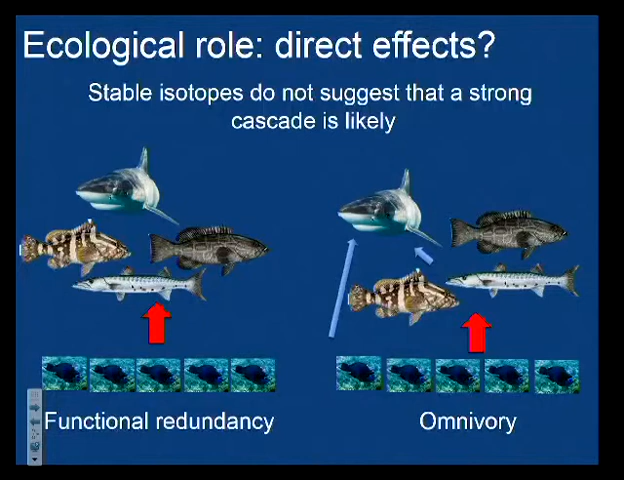 Ecological role: direct effects?
Stable isotopes do not suggest that a strong
cascade is likely
Functional redundancy
Omnivory